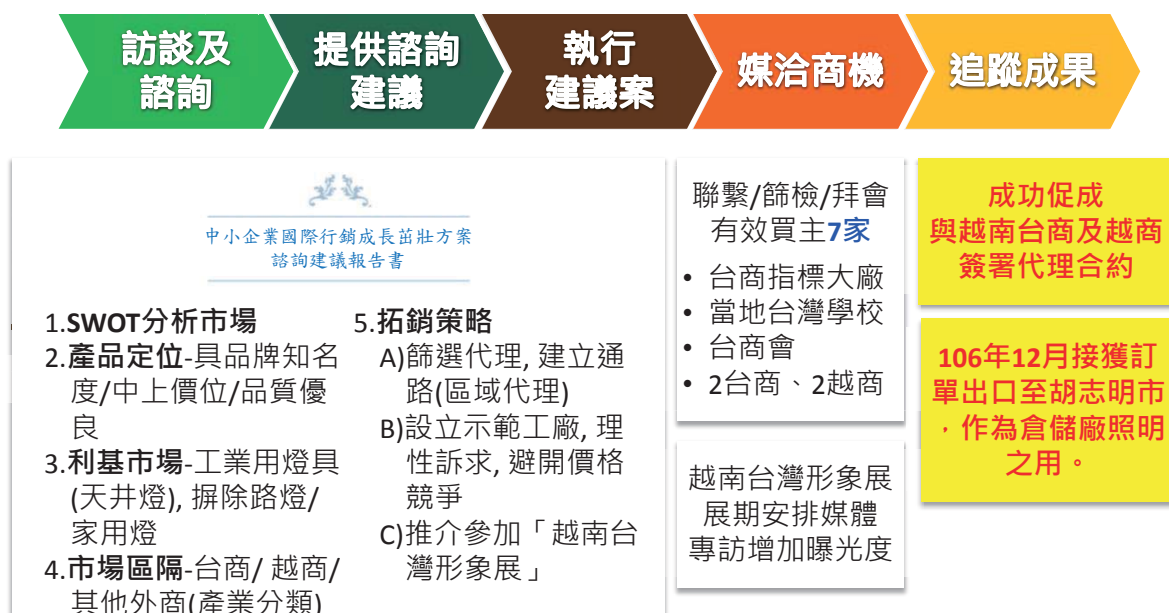 訪談及
諮詢
提供諮詢
建議
執行
建議案
媒洽商機
追蹤成果
中小企業國際行銷成長茁壯方案
諮詢建議報告書
1.SWOT分析市場
2.產品定位-具品牌知名
度/中上價位/品質優
良
3.利基市場-工業用燈具
(天井燈), 摒除路燈/
家用燈
4.市場區隔-台商/ 越商/
其他外商(產業分類)
5.拓銷策略
A)篩選代理, 建立通
路(區域代理)
B)設立示範工廠, 理
性訴求, 避開價格
競爭
C)推介參加「越南台
灣形象展」
聯繫/篩檢/拜會
有效買主7家
• 台商指標大廠
• 當地台灣學校
• 台商會
• 2台商、2越商
越南台灣形象展
展期安排媒體
專訪增加曝光度
成功促成
與越南台商及越商
簽署代理合約
106年12月接獲訂
單出口至胡志明市
，作為倉儲廠照明
之用。